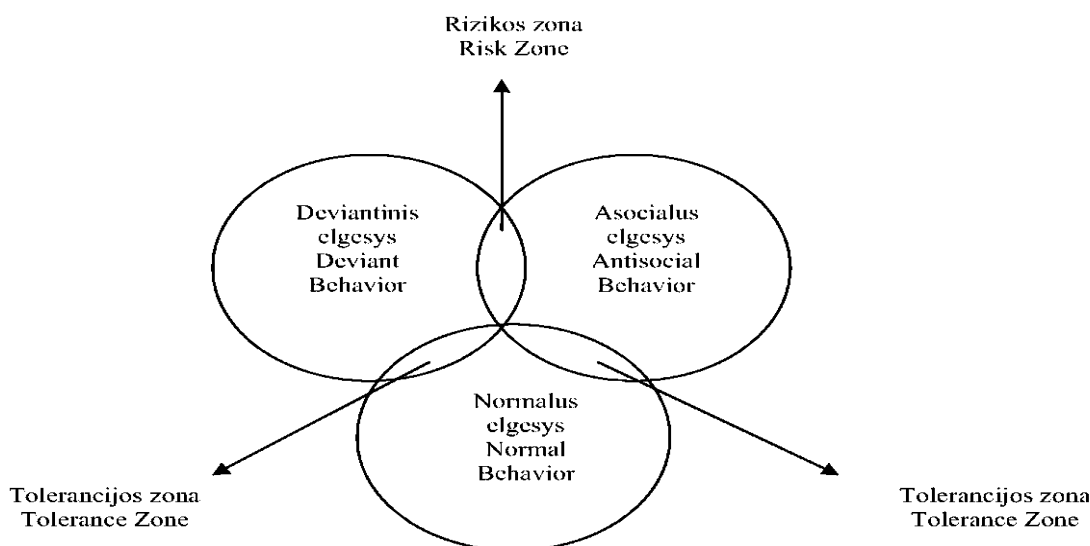 Rizikos zona
Risk Zone
Deviantinis
elgesys
Deviant
Behavior
Asocialus
elgesys
Antisocial
Behavior
Normalus
elgesys
Normal
Behavior
Tolerancijos zona
Tolerance Zone
Tolerancijos zona
Tolerance Zone